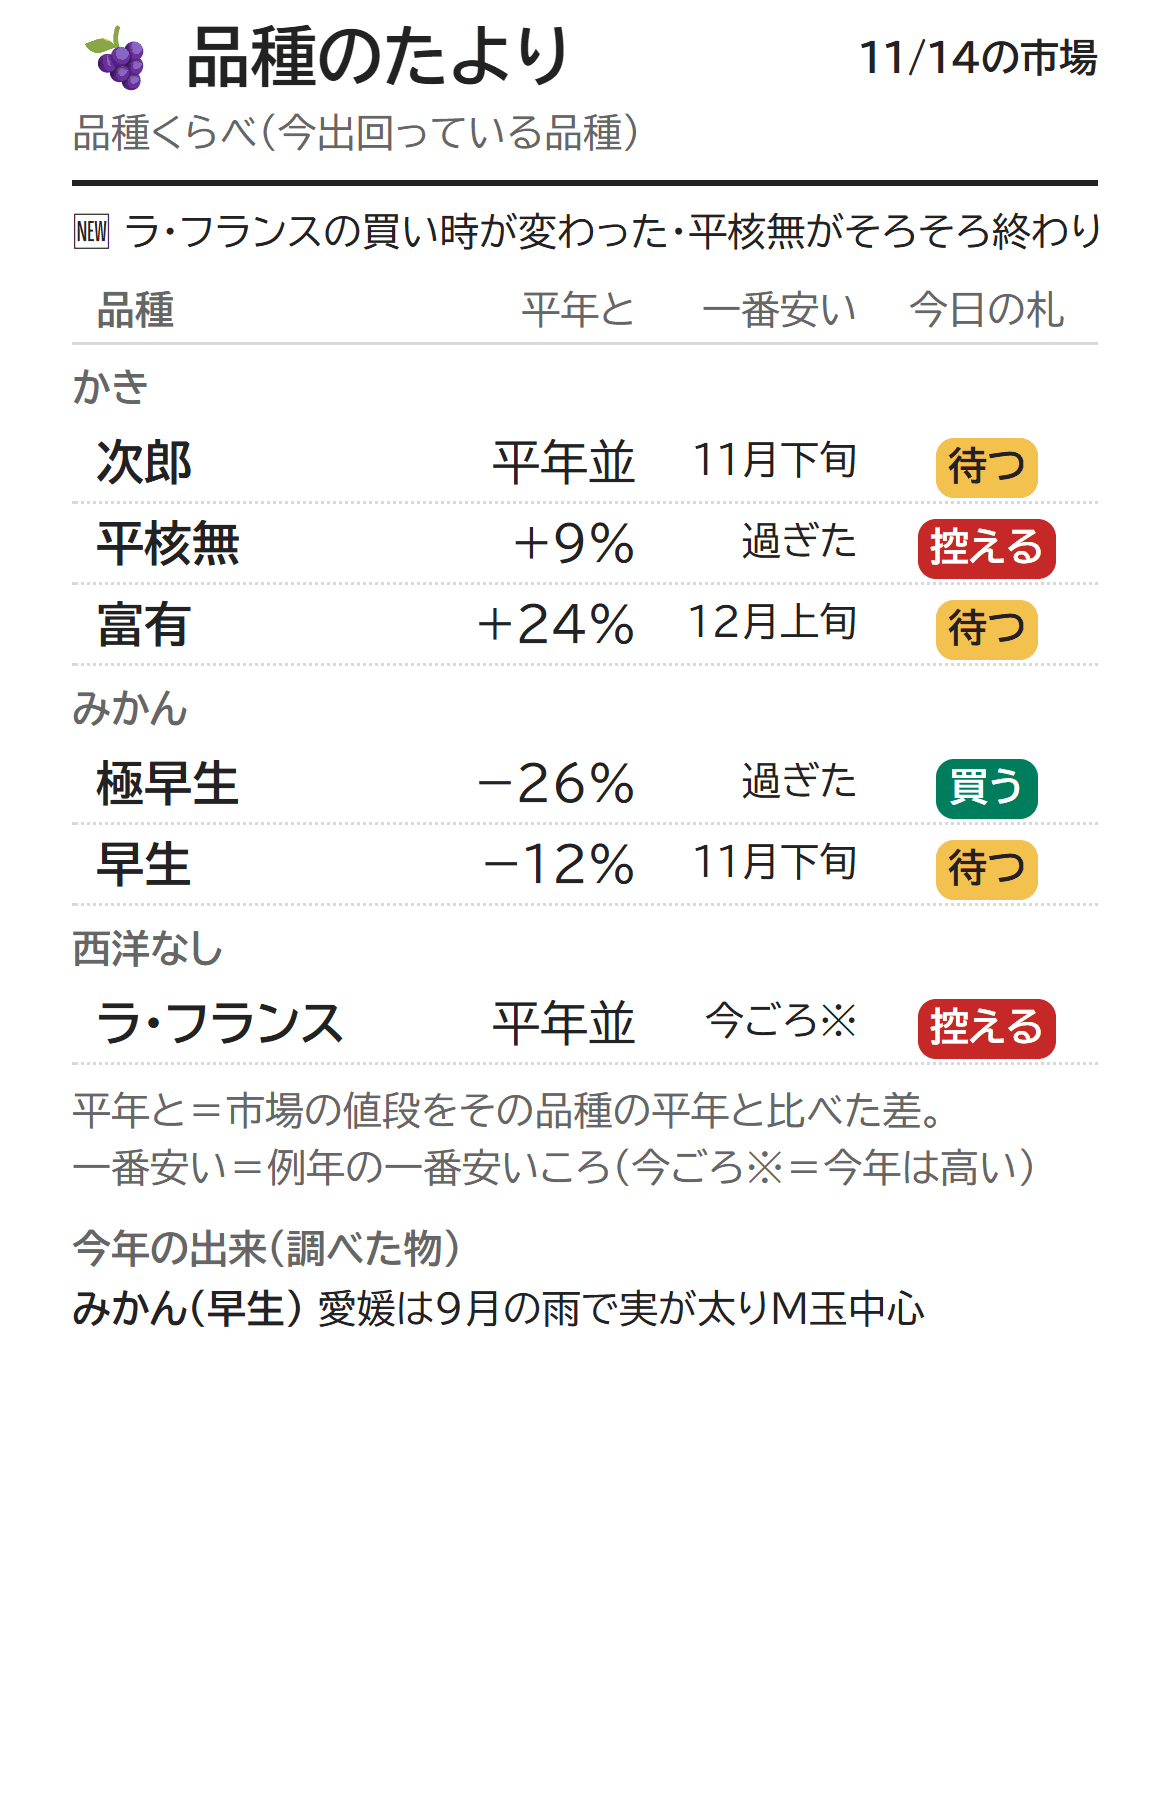 品種のたより 11/14の市場
品種くらべ(今出回っている品種)
🆕 ラ・フランスの買い時が変わった・平核無がそろそろ終わり
品種 平年と 一番安い 今日の札
かき
次郎 平年並 11月下旬 待つ
平核無 +9% 過ぎた 控える
富有 +24% 12月上旬 待つ
みかん
極早生 −26% 過ぎた 買う
早生 −12% 11月下旬 待つ
西洋なし
ラ・フランス 平年並 今ごろ※ 控える
平年と=市場の値段をその品種の平年と比べた差。
一番安い=例年の一番安いころ(今ごろ※=今年は高い)
今年の出来(調べた物)
みかん(早生) 愛媛は9月の雨で実が太りM玉中心